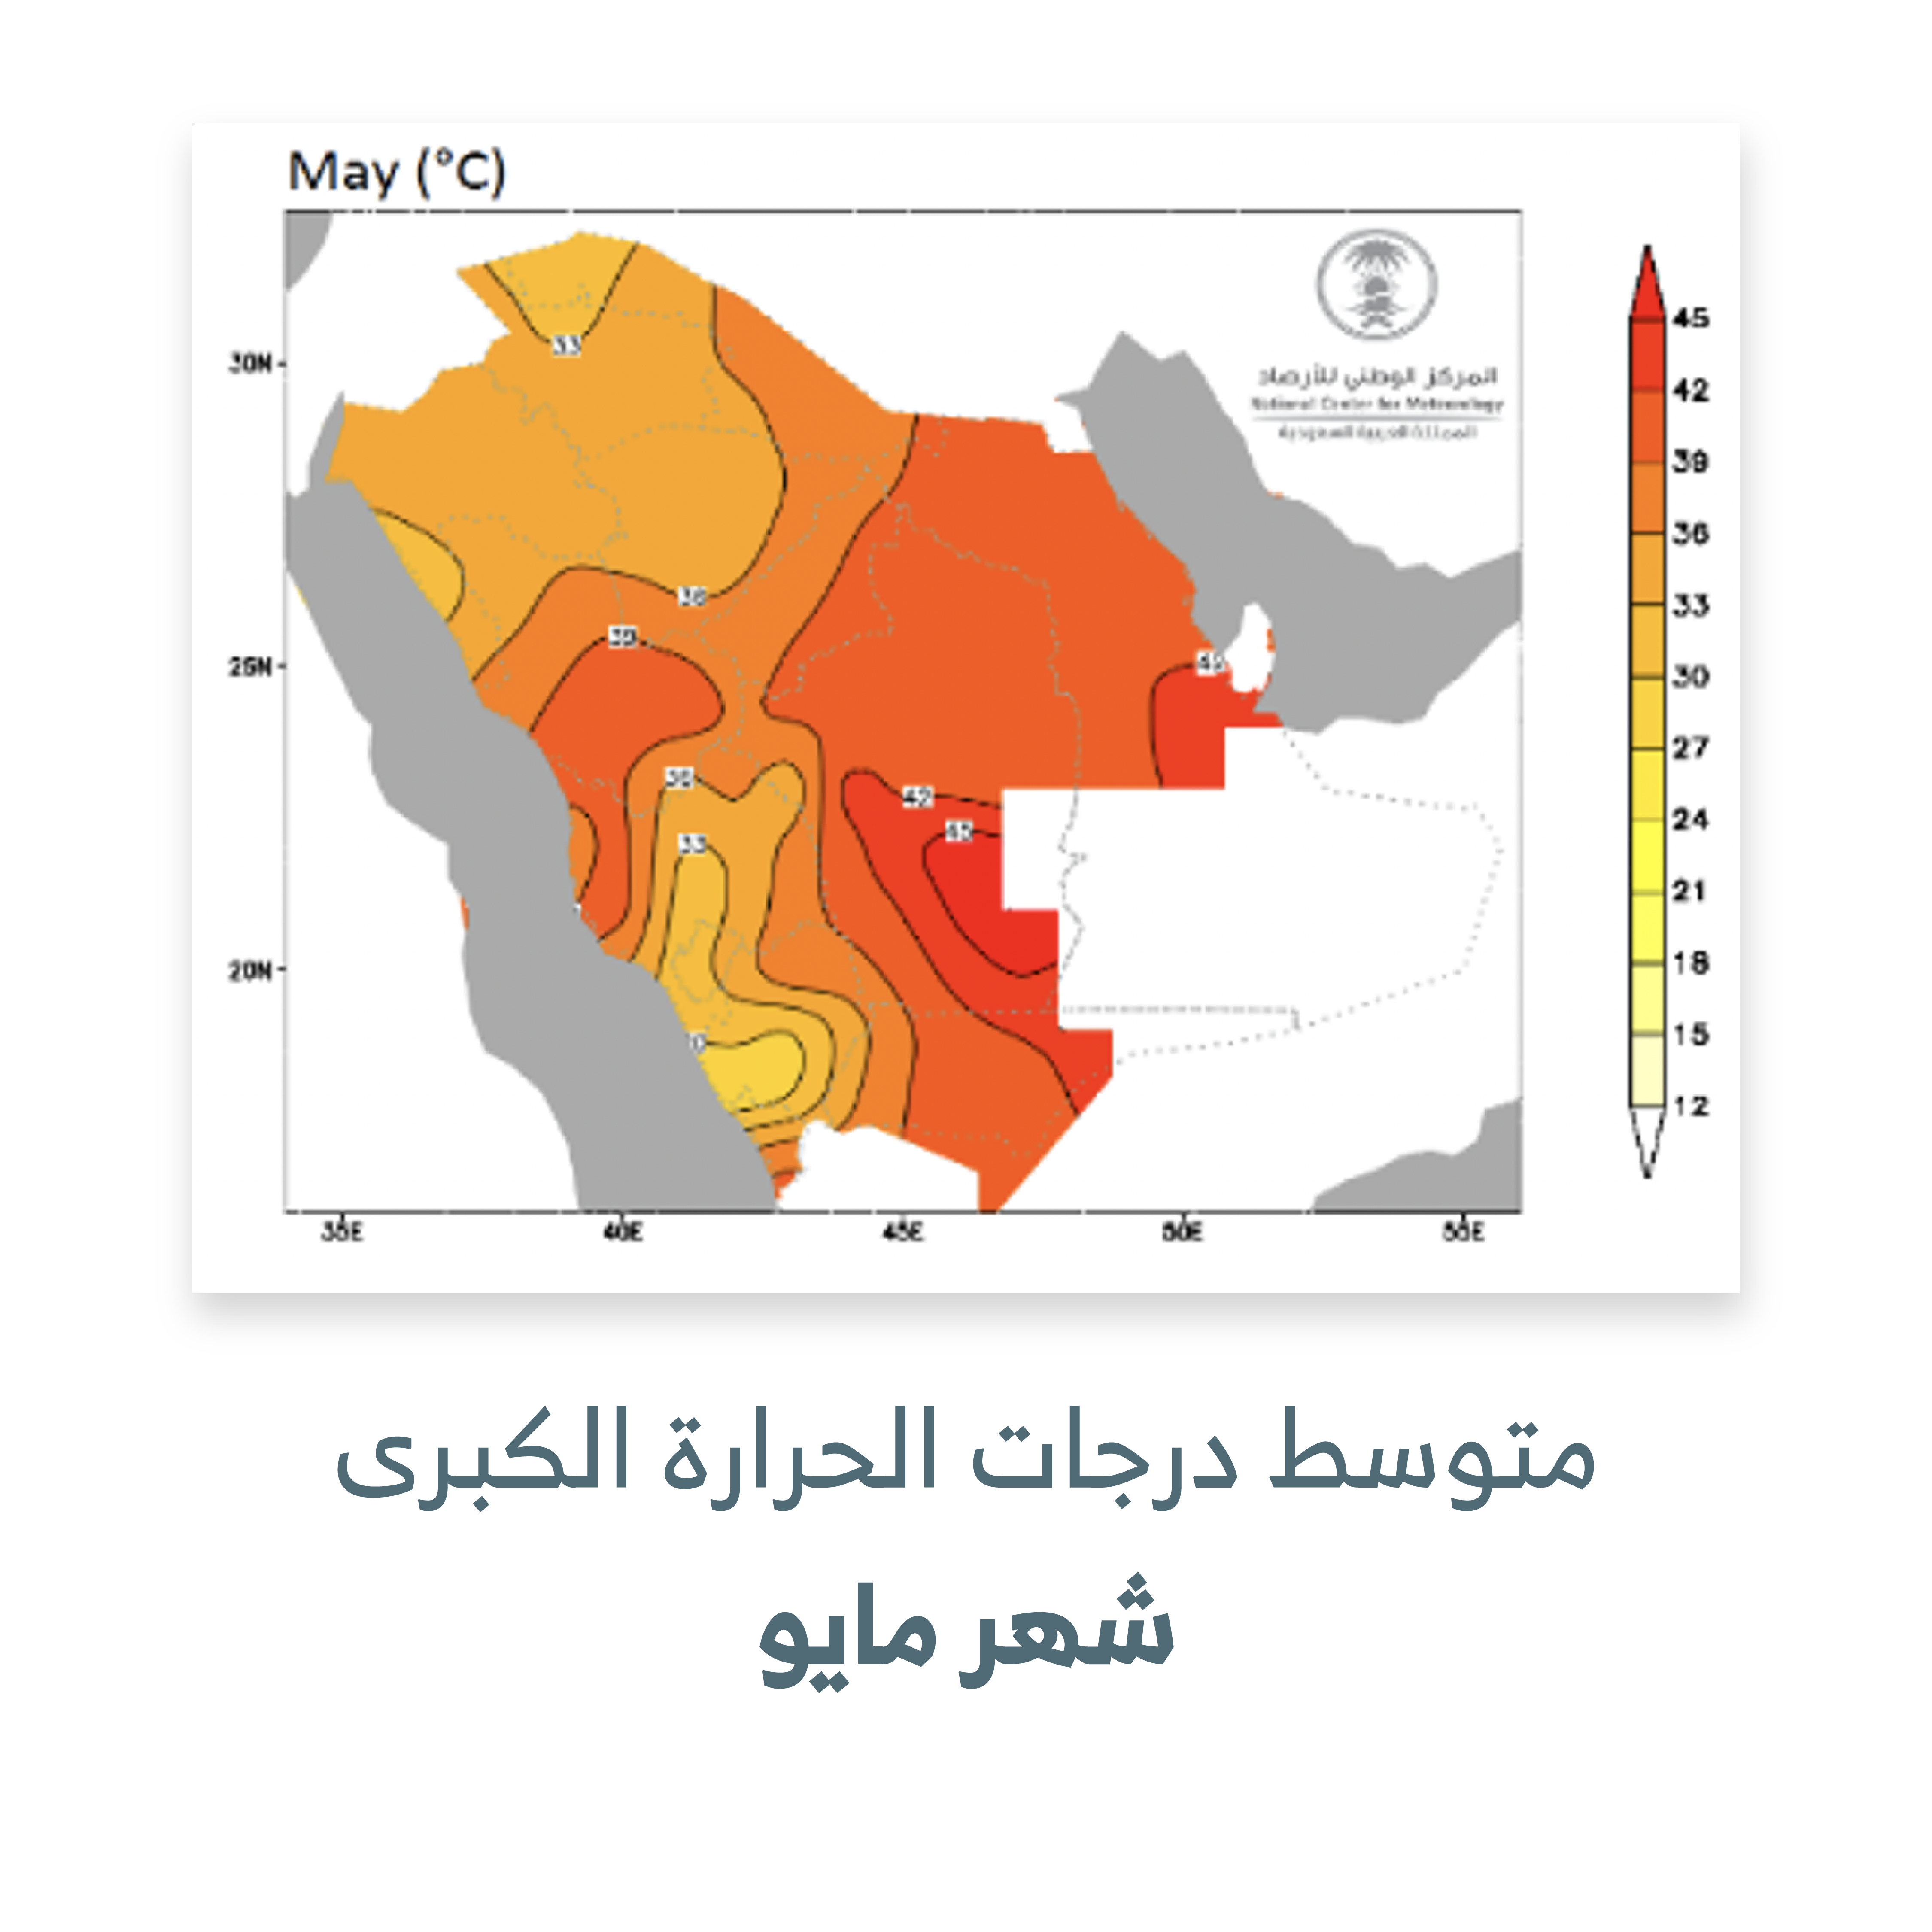 May (°C)
المركز الوطني للأرصاد
National Center for Meteorology
المملكة العربية السعودية
33
30N
45
42
39
36
33
30
27
24
21
18
15
12
36
39
25N
42
36
42
45
33
20N
30
35E 40E 45E 50E 55E
متوسط درجات الحرارة الكبرى
شهر مايو